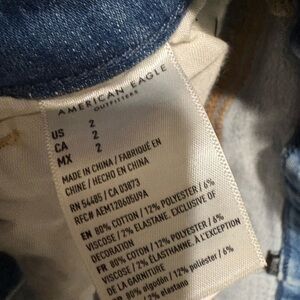 AMERICAN EAGLE
OUTFITTERS
US 2
CA 2
MX 2
MADE IN CHINA / FABRIQUÉ EN
CHINE / HECHO EN CHINA
RN 54485 / CA 03873
RFC# AEM120605U9A
EN 80% COTTON / 12% POLYESTER / 6%
VISCOSE / 2% ELASTANE. EXCLUSIVE OF
DECORATION
FR 80% COTON / 12% POLYESTER / 6%
VISCOSE / 2% ÉLASTHANNE. À L'EXCEPTION
DE LA GARNITURE
80% algodón / 12% poliéster / 6%
/ 2% elastano